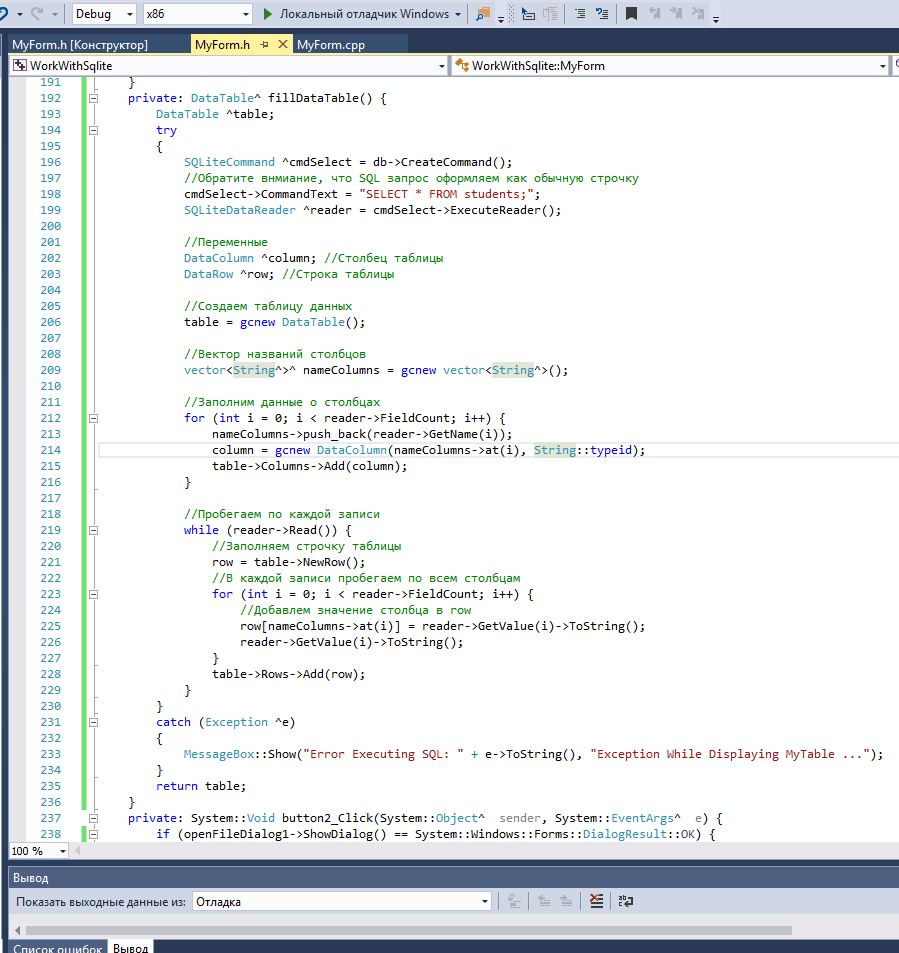 Debug x86 Локальный отладчик Windows
MyForm.h [Конструктор] MyForm.h MyForm.cpp
WorkWithSqlite WorkWithSqlite::MyForm
191 }
192 private: DataTable^ fillDataTable() {
193 DataTable ^table;
194 try
195 {
196 SQLiteCommand ^cmdSelect = db->CreateCommand();
197 //Обратите внмиание, что SQL запрос оформляем как обычную строчку
198 cmdSelect->CommandText = "SELECT * FROM students;";
199 SQLiteDataReader ^reader = cmdSelect->ExecuteReader();
200
201 //Переменные
202 DataColumn ^column; //Столбец таблицы
203 DataRow ^row; //Строка таблицы
204
205 //Создаем таблицу данных
206 table = gcnew DataTable();
207
208 //Вектор названий столбцов
209 vector<String^>^ nameColumns = gcnew vector<String^>();
210
211 //Заполним данные о столбцах
212 for (int i = 0; i < reader->FieldCount; i++) {
213 nameColumns->push_back(reader->GetName(i));
214 column = gcnew DataColumn(nameColumns->at(i), String::typeid);
215 table->Columns->Add(column);
216 }
217
218 //Пробегаем по каждой записи
219 while (reader->Read()) {
220 //Заполняем строчку таблицы
221 row = table->NewRow();
222 //В каждой записи пробегаем по всем столбцам
223 for (int i = 0; i < reader->FieldCount; i++) {
224 //Добавлем значение столбца в row
225 row[nameColumns->at(i)] = reader->GetValue(i)->ToString();
226 reader->GetValue(i)->ToString();
227 }
228 table->Rows->Add(row);
229 }
230 }
231 catch (Exception ^e)
232 {
233 MessageBox::Show("Error Executing SQL: " + e->ToString(), "Exception While Displaying MyTable ...");
234 }
235 return table;
236 }
237 private: System::Void button2_Click(System::Object^ sender, System::EventArgs^ e) {
238 if (openFileDialog1->ShowDialog() == System::Windows::Forms::DialogResult::OK) {
100 %
Вывод
Показать выходные данные из: Отладка
Список ошибок Вывод